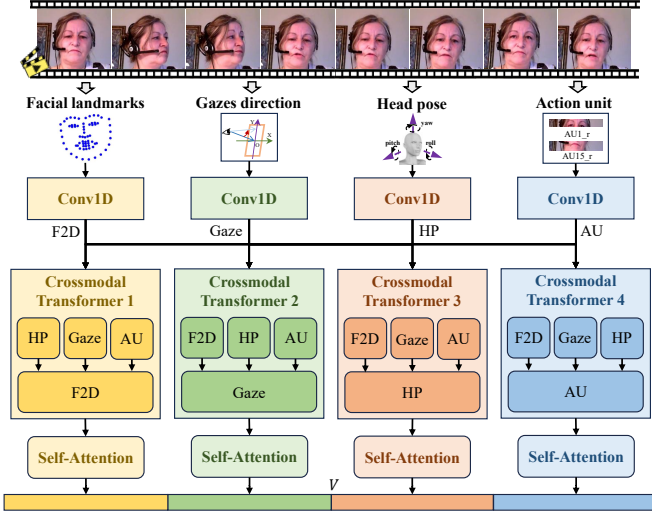 Facial landmarks
Gazes direction
Head pose
Action unit
Y
X
O
yaw
pitch
roll
AU1_r
AU15_r
Conv1D
Conv1D
Conv1D
Conv1D
F2D
Gaze
HP
AU
Crossmodal
Transformer 1
Crossmodal
Transformer 2
Crossmodal
Transformer 3
Crossmodal
Transformer 4
HP Gaze AU
F2D HP AU
F2D Gaze AU
F2D Gaze HP
F2D
Gaze
HP
AU
Self-Attention
Self-Attention
Self-Attention
Self-Attention
V